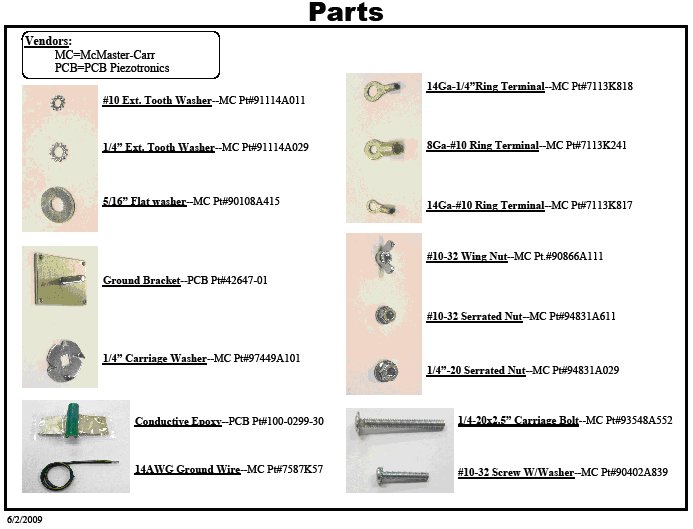 Parts
Vendors:
MC=McMaster-Carr
PCB=PCB Piezotronics
#10 Ext. Tooth Washer--MC Pt#91114A011
1/4" Ext. Tooth Washer--MC Pt#91114A029
5/16" Flat washer--MC Pt#90108A415
Ground Bracket--PCB Pt#42647-01
1/4" Carriage Washer--MC Pt#97449A101
Conductive Epoxy--PCB Pt#100-0299-30
14AWG Ground Wire--MC Pt#7587K57
14Ga-1/4"Ring Terminal--MC Pt#7113K818
8Ga-#10 Ring Terminal--MC Pt#7113K241
14Ga-#10 Ring Terminal--MC Pt#7113K817
#10-32 Wing Nut--MC Pt.#90866A111
#10-32 Serrated Nut--MC Pt#94831A611
1/4"-20 Serrated Nut--MC Pt#94831A029
1/4-20x2.5" Carriage Bolt--MC Pt#93548A552
#10-32 Screw W/Washer--MC Pt#90402A839
6/2/2009